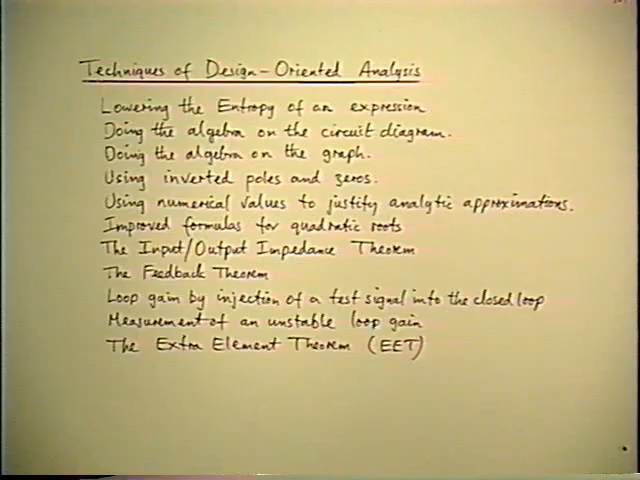 Techniques of Design-Oriented Analysis
Lowering the Entropy of an expression
Doing the algebra on the circuit diagram.
Doing the algebra on the graph.
Using inverted poles and zeros.
Using numerical values to justify analytic approximations.
Improved formulas for quadratic roots
The Input/Output Impedance Theorem
The Feedback Theorem
Loop gain by injection of a test signal into the closed loop
Measurement of an unstable loop gain
The Extra Element Theorem (EET)